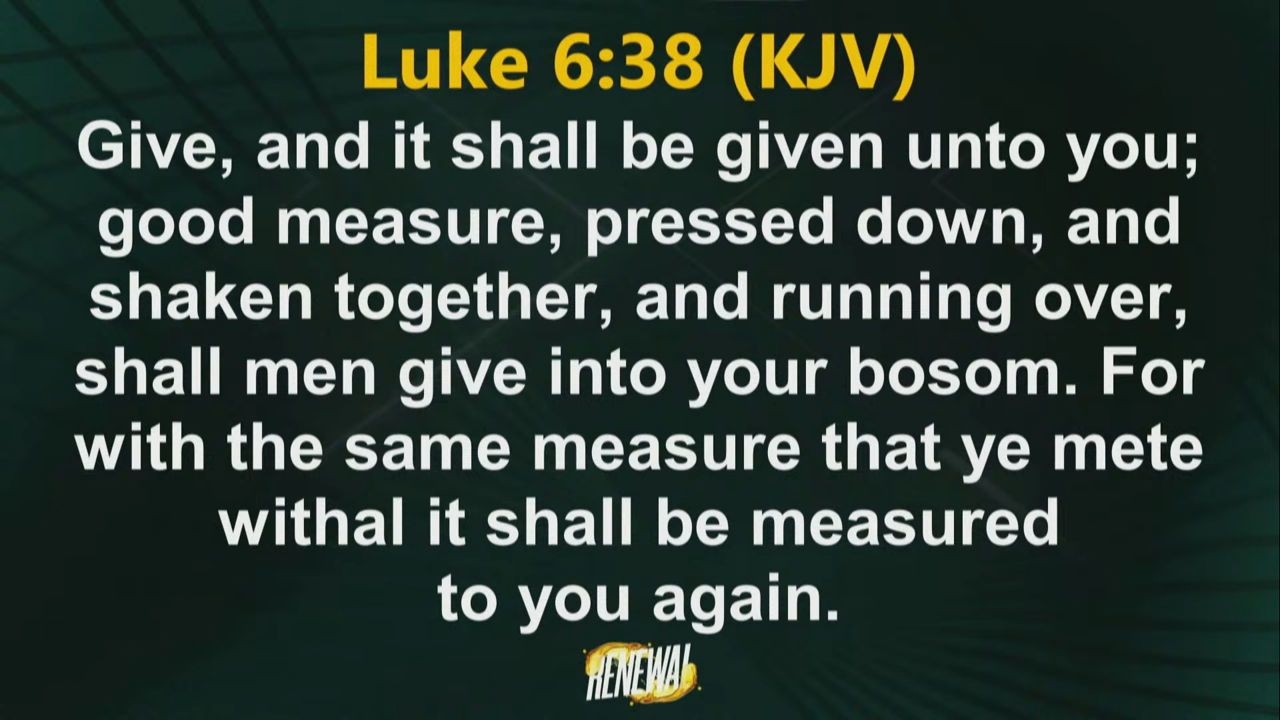 Luke 6:38 (KJV)
Give, and it shall be given unto you;
good measure, pressed down, and
shaken together, and running over,
shall men give into your bosom. For
with the same measure that ye mete
withal it shall be measured
to you again.
RENEWAL